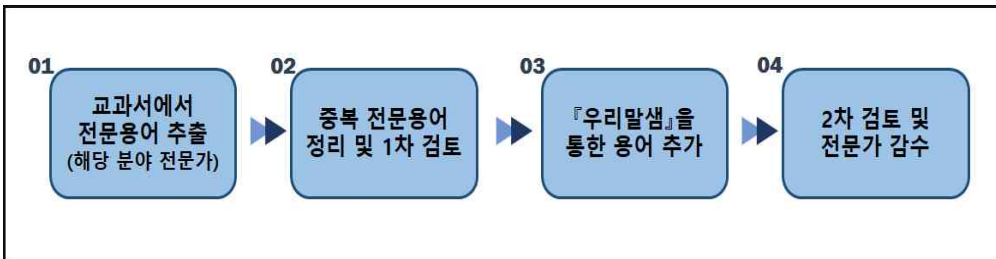 01
교과서에서
전문용어 추출
(해당 분야 전문가)
02
중복 전문용어
정리 및 1차 검토
03
『우리말샘』을
통한 용어 추가
04
2차 검토 및
전문가 감수